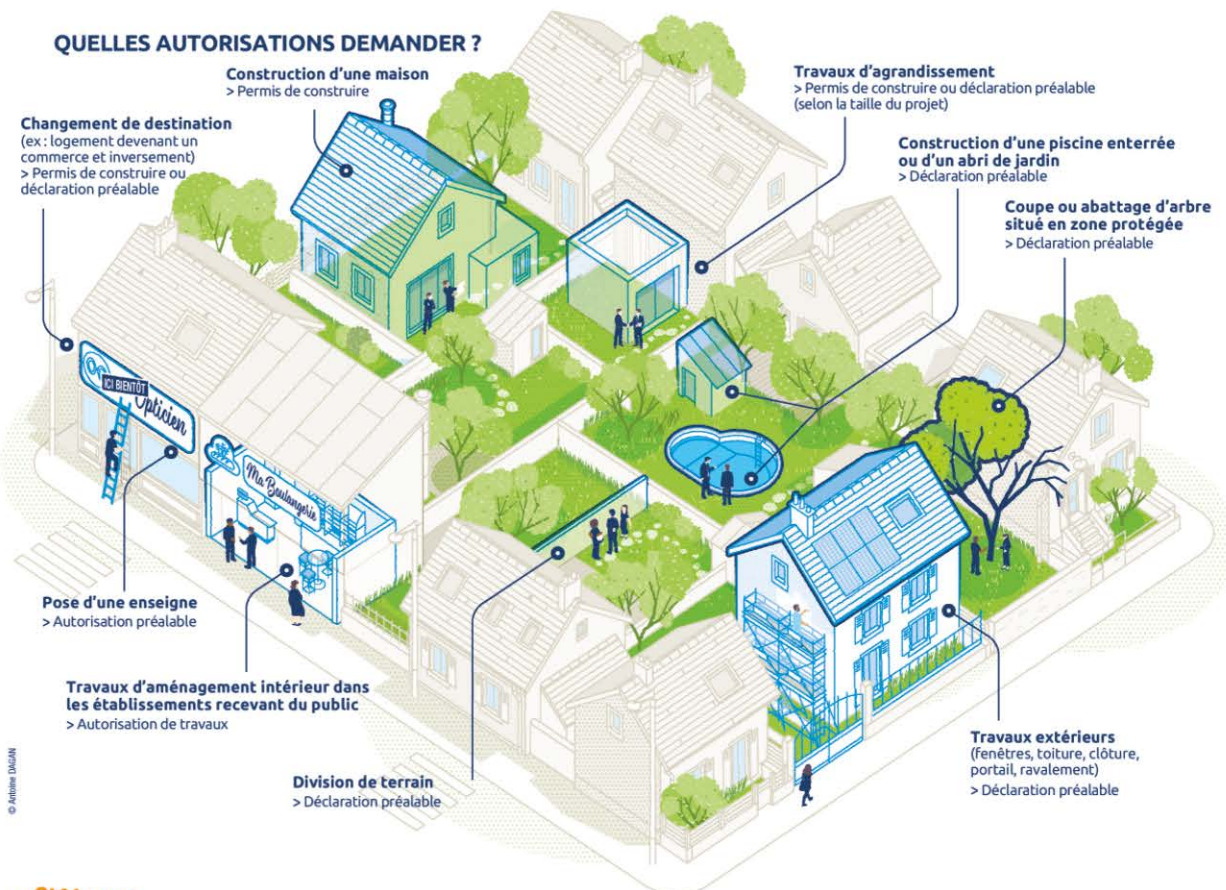 QUELLES AUTORISATIONS DEMANDER ?
Construction d'une maison
> Permis de construire
Travaux d'agrandissement
> Permis de construire ou déclaration préalable
(selon la taille du projet)
Changement de destination
(ex : logement devenant un
commerce et inversement)
> Permis de construire ou
déclaration préalable
Construction d'une piscine enterrée
ou d'un abri de jardin
> Déclaration préalable
Coupe ou abattage d'arbre
situé en zone protégée
> Déclaration préalable
ICI BIENTÔT
Opticien
Ma Boulangerie
Pose d'une enseigne
> Autorisation préalable
Travaux d'aménagement intérieur dans
les établissements recevant du public
> Autorisation de travaux
Division de terrain
> Déclaration préalable
Travaux extérieurs
(fenêtres, toiture, clôture,
portail, ravalement)
> Déclaration préalable
© Antoine DAGAN